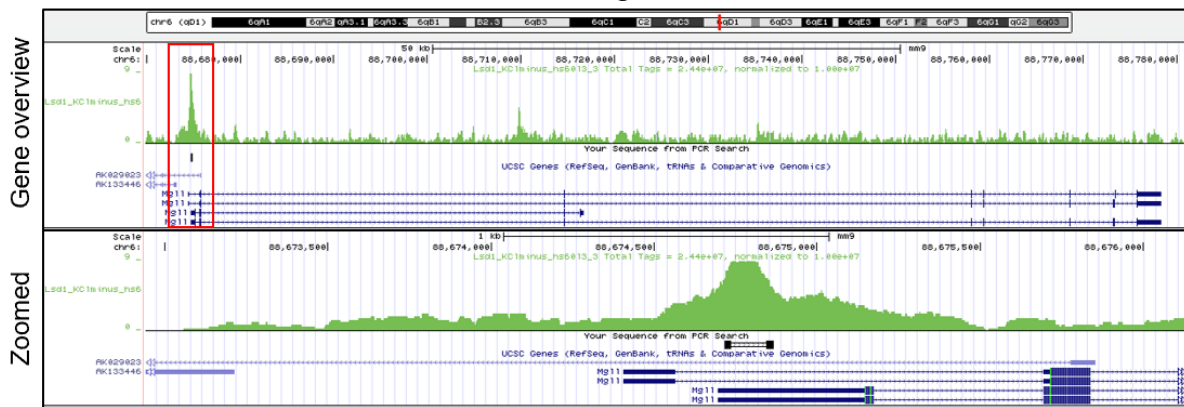 chr6 (qD1) 6qA1 6qA2 qA3.1 6qA3.3 6qB1 B2.3 6qB3 6qC1 C2 6qC3 6qD1 6qD3 6qE1 6qE3 6qF1 F2 6qF3 6qG1 qG2 6qG3
Gene overview
Scale 50 kb mm9
chr6: 88,680,000 88,690,000 88,700,000 88,710,000 88,720,000 88,730,000 88,740,000 88,750,000 88,760,000 88,770,000 88,780,000
9 _ Lsd1_KClminus_hs60l3_3 Total Tags = 2.44e+07, normalized to 1.00e+07
Lsd1_KClminus_hs6
0 _
Your Sequence from PCR Search
UCSC Genes (RefSeq, GenBank, tRNAs & Comparative Genomics)
AK029023
AK133446
Mgll
Mgll
Mgll
Mgll
Zoomed
Scale 1 kb mm9
chr6: 88,673,500 88,674,000 88,674,500 88,675,000 88,675,500 88,676,000
9 _ Lsd1_KClminus_hs60l3_3 Total Tags = 2.44e+07, normalized to 1.00e+07
Lsd1_KClminus_hs6
0 _
Your Sequence from PCR Search
UCSC Genes (RefSeq, GenBank, tRNAs & Comparative Genomics)
AK029023
AK133446
Mgll
Mgll
Mgll
Mgll